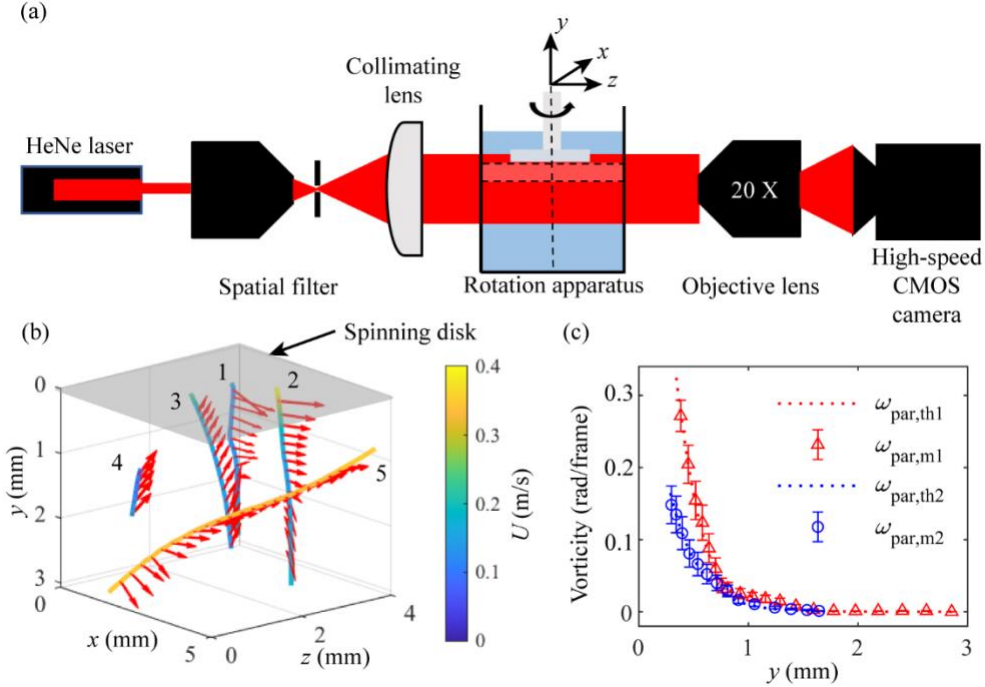 (a)
y
x
z
Collimating
lens
HeNe laser
20 X
Spatial filter
Rotation apparatus
Objective lens
High-speed
CMOS
camera
(b)
Spinning disk
0
1
2
3
y (mm)
1
2
3
4
5
0
5
x (mm)
0
2
4
z (mm)
0.4
0.3
0.2
0.1
0
U (m/s)
(c)
0.3
0.2
0.1
0
Vorticity (rad/frame)
ω_par,th1
ω_par,m1
ω_par,th2
ω_par,m2
0
1
2
3
y (mm)